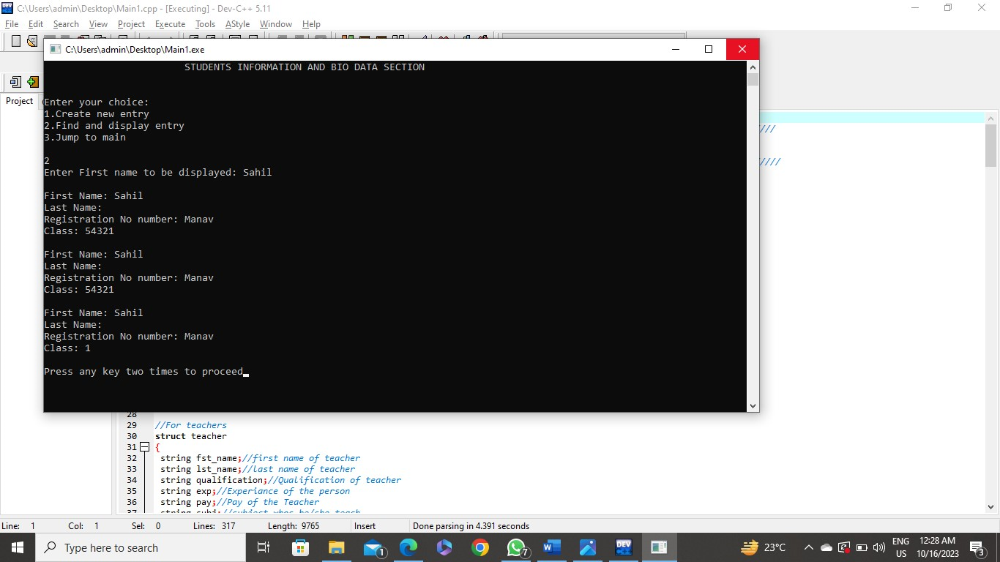 C:\Users\admin\Desktop\Main1.cpp - [Executing] - Dev-C++ 5.11
File Edit Search View Project Execute Tools AStyle Window Help
C:\Users\admin\Desktop\Main1.exe
Project
STUDENTS INFORMATION AND BIO DATA SECTION
Enter your choice:
1.Create new entry
2.Find and display entry
3.Jump to main
2
Enter First name to be displayed: Sahil
First Name: Sahil
Last Name:
Registration No number: Manav
Class: 54321
First Name: Sahil
Last Name:
Registration No number: Manav
Class: 54321
First Name: Sahil
Last Name:
Registration No number: Manav
Class: 1
Press any key two times to proceed
///
////
28
29 //For teachers
30 struct teacher
31 {
32 string fst_name;//first name of teacher
33 string lst_name;//last name of teacher
34 string qualification;//Qualification of teacher
35 string exp;//Experiance of the person
36 string pay;//Pay of the Teacher
37 string subj;//subject whos he/she teach
Line: 1 Col: 1 Sel: 0 Lines: 317 Length: 9765 Insert Done parsing in 4.391 seconds
Type here to search
1
7
W
DEV
23°C
ENG
US
12:28 AM
10/16/2023
3